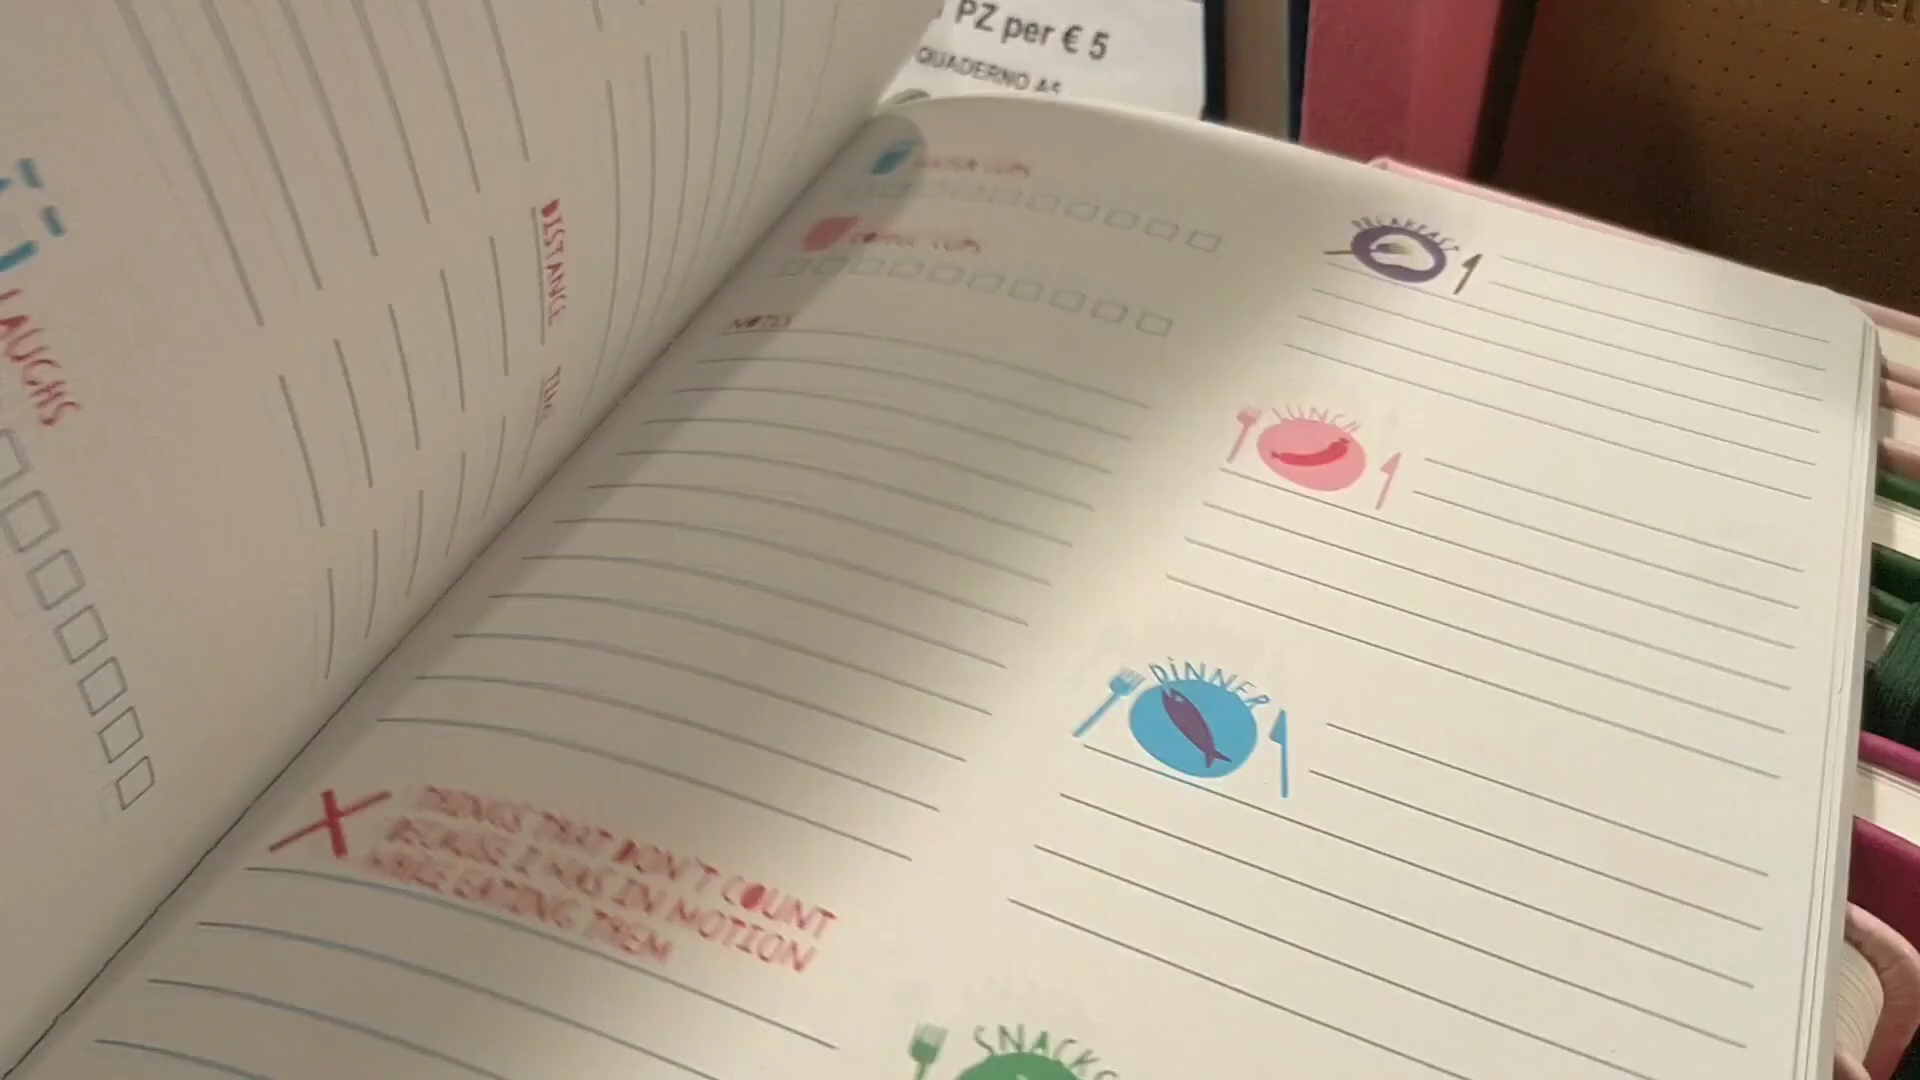 PZ per € 5
QUADERNO A5
LAUGHS
DISTANCE
NOTES
BREAKFAST
LUNCH
DINNER
THINGS THAT DON'T COUNT
BECAUSE I WAS IN MOTION
WHILE EATING THEM
SNACKS